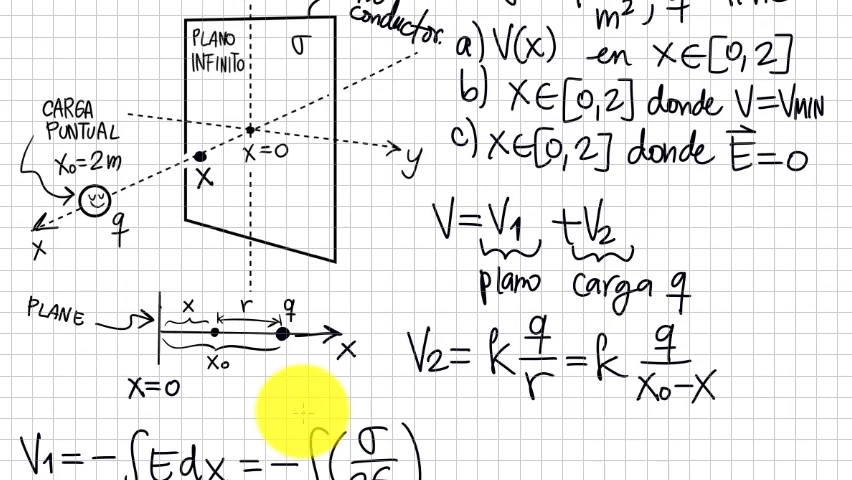 conductor.
m², q
a) V(x) en x∈[0,2]
b) x∈[0,2] donde V=VMIN
c) x∈[0,2] donde E⃗=0
PLANO
INFINITO
σ
CARGA
PUNTUAL
x₀=2m
x=0
y
x
q
x
V=V₁+V₂
plano carga q
PLANE
x r q
x₀
x
x=0
V₂= k q/r = k q/(x₀-x)
V₁=-∫Edx=-∫(σ